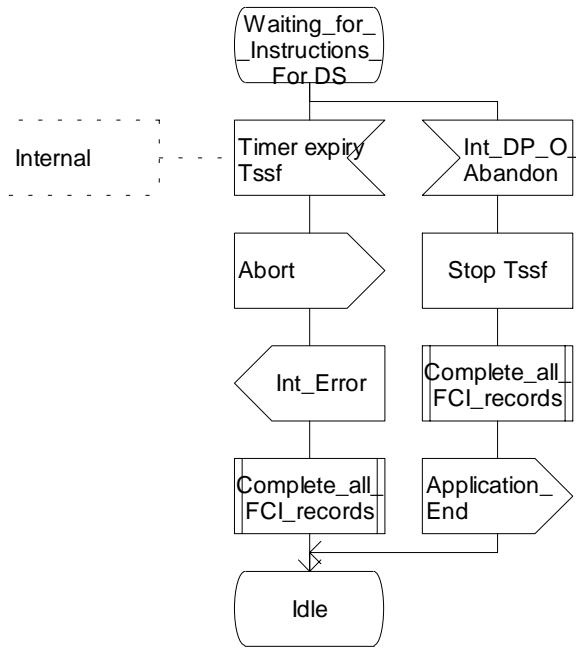 Waiting_for_
_Instructions_
For DS
Internal
Timer expiry
Tssf
Int_DP_O_
Abandon
Abort
Stop Tssf
Int_Error
Complete_all_
FCI_records
Complete_all_
FCI_records
Application_
End
Idle